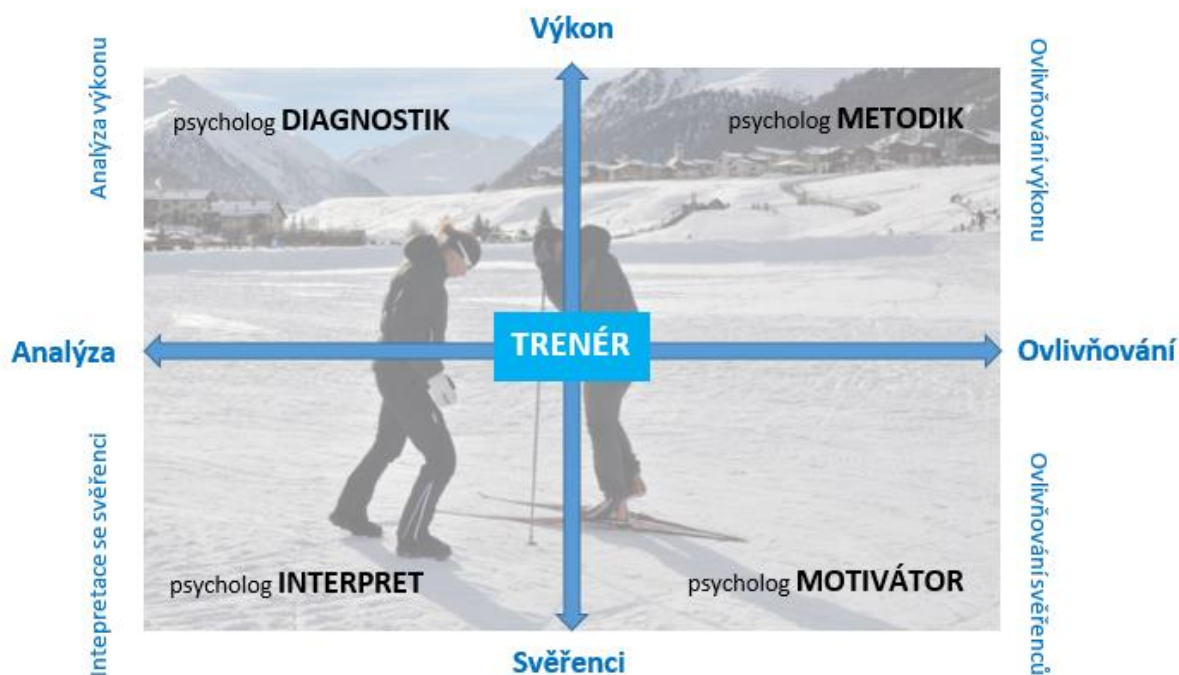 Výkon
Analýza výkonu
psycholog DIAGNOSTIK
psycholog METODIK
Ovlivňování výkonu
Analýza
TRENÉR
Ovlivňování
Intepretace se svěřenci
psycholog INTERPRET
psycholog MOTIVÁTOR
Ovlivňování svěřenců
Svěřenci